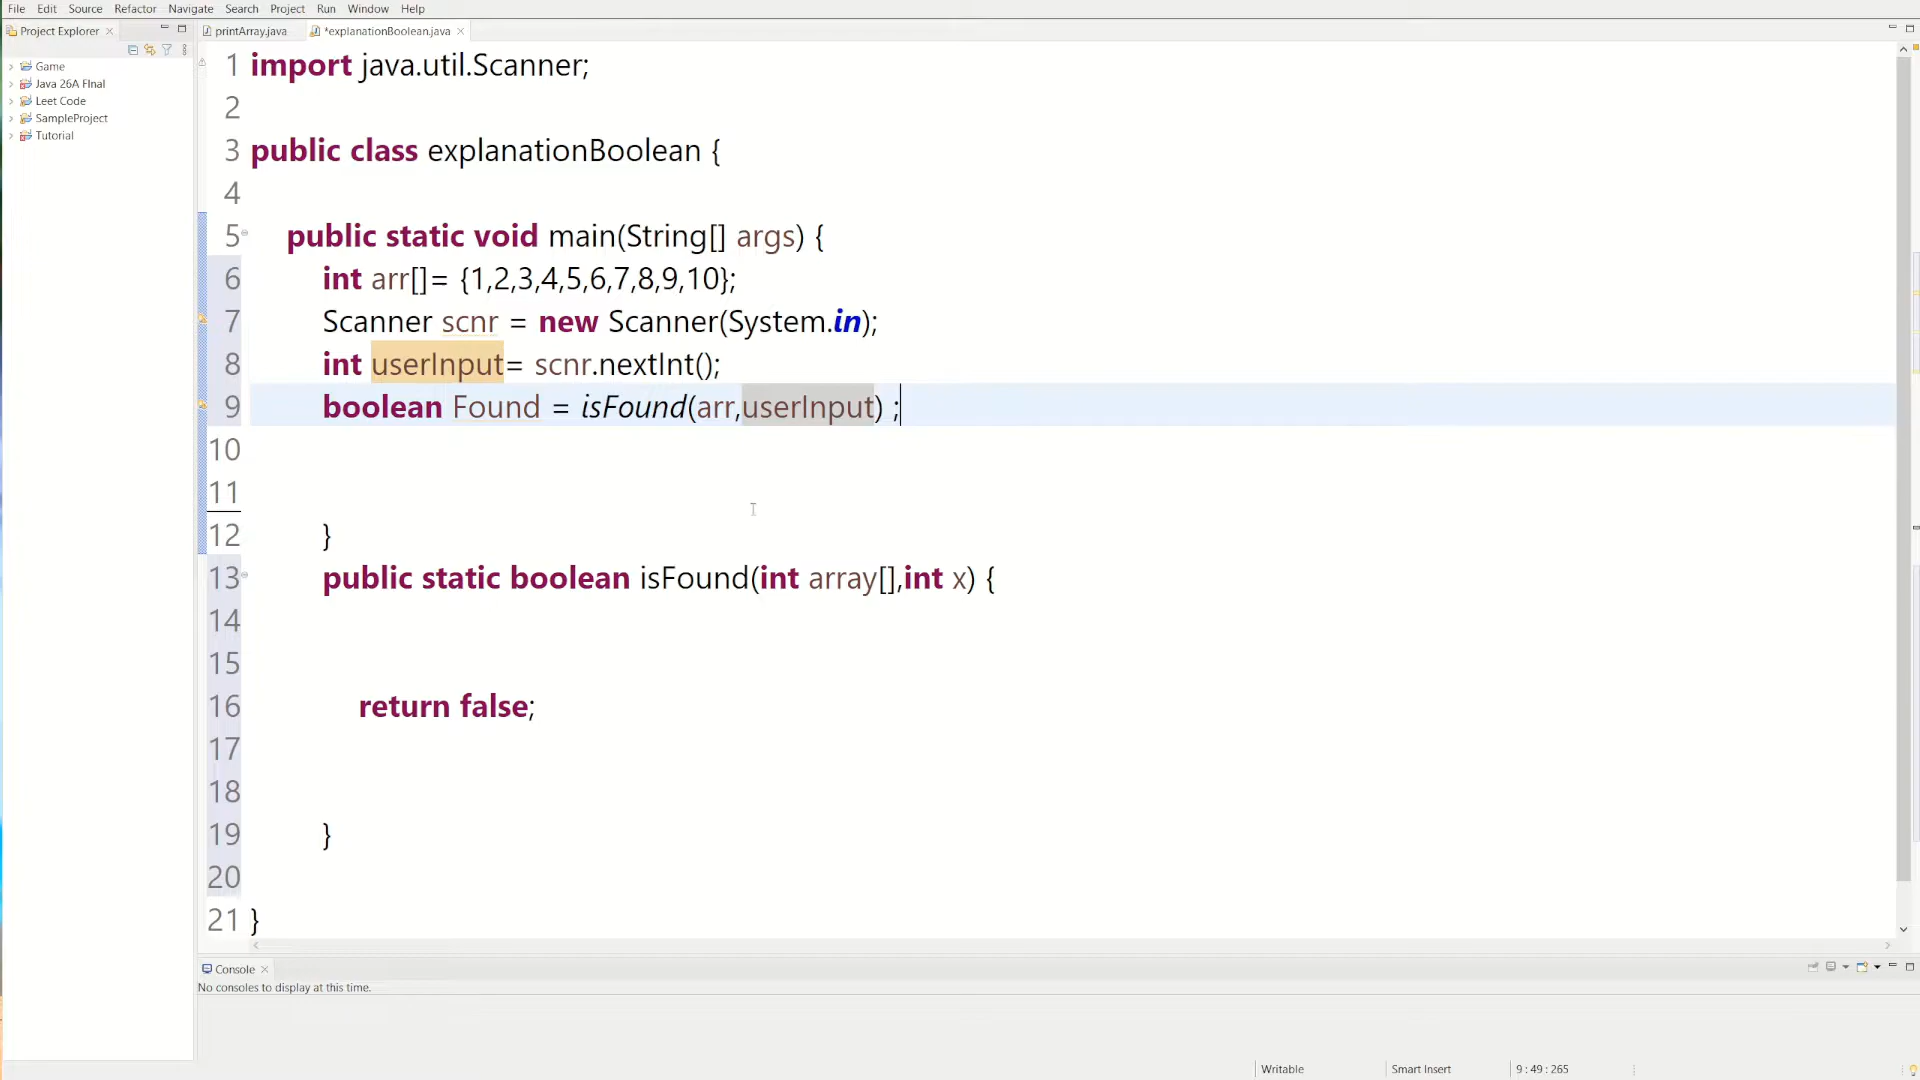 File Edit Source Refactor Navigate Search Project Run Window Help
Project Explorer
printArray.java
*explanationBoolean.java
Game
Java 26A FInal
Leet Code
SampleProject
Tutorial
1 import java.util.Scanner;
2
3 public class explanationBoolean {
4
5 public static void main(String[] args) {
6 int arr[]= {1,2,3,4,5,6,7,8,9,10};
7 Scanner scnr = new Scanner(System.in);
8 int userInput= scnr.nextInt();
9 boolean Found = isFound(arr,userInput) ;
10
11
12 }
13 public static boolean isFound(int array[],int x) {
14
15
16 return false;
17
18
19 }
20
21 }
Console
No consoles to display at this time.
Writable Smart Insert 9 : 49 : 265